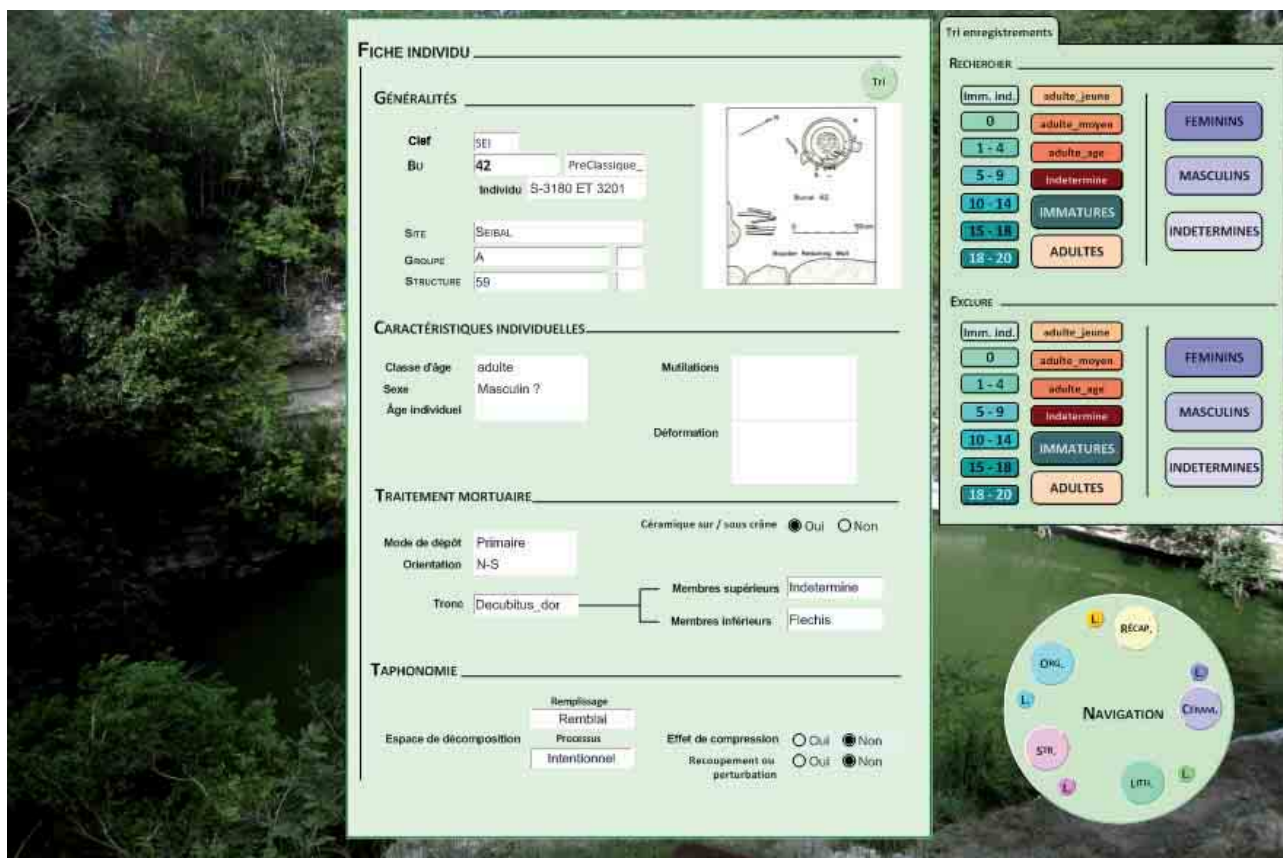 FICHE INDIVIDU
Tri
GÉNÉRALITÉS
Clef SEI
BU 42 PreClassique_
Individu S-3180 ET 3201
SITE SEIBAL
GROUPE A
STRUCTURE 59
Burial 42
CARACTÉRISTIQUES INDIVIDUELLES
Classe d'âge adulte
Sexe Masculin ?
Âge individuel
Mutilations
Déformation
TRAITEMENT MORTUAIRE
Céramique sur / sous crâne Oui Non
Mode de dépôt Primaire
Orientation N-S
Tronc Decubitus_dor
Membres supérieurs Indetermine
Membres inférieurs Flechis
TAPHONOMIE
Remplissage
Remblai
Espace de décomposition
Processus
Intentionnel
Effet de compression Oui Non
Recoupement ou perturbation Oui Non
Tri enregistrements
RECHERCHER
Imm. ind. adulte_jeune
0 adulte_moyen
1 - 4 adulte_age
5 - 9 Indetermine
10 - 14 IMMATURES
15 - 18
18 - 20 ADULTES
FEMININS
MASCULINS
INDETERMINES
EXCLURE
Imm. ind. adulte_jeune
0 adulte_moyen
1 - 4 adulte_age
5 - 9 Indetermine
10 - 14 IMMATURES
15 - 18
18 - 20 ADULTES
FEMININS
MASCULINS
INDETERMINES
L.
RÉCAP.
ORG.
L.
L.
NAVIGATION
CÉRAM.
STR.
L.
LITH.
L.